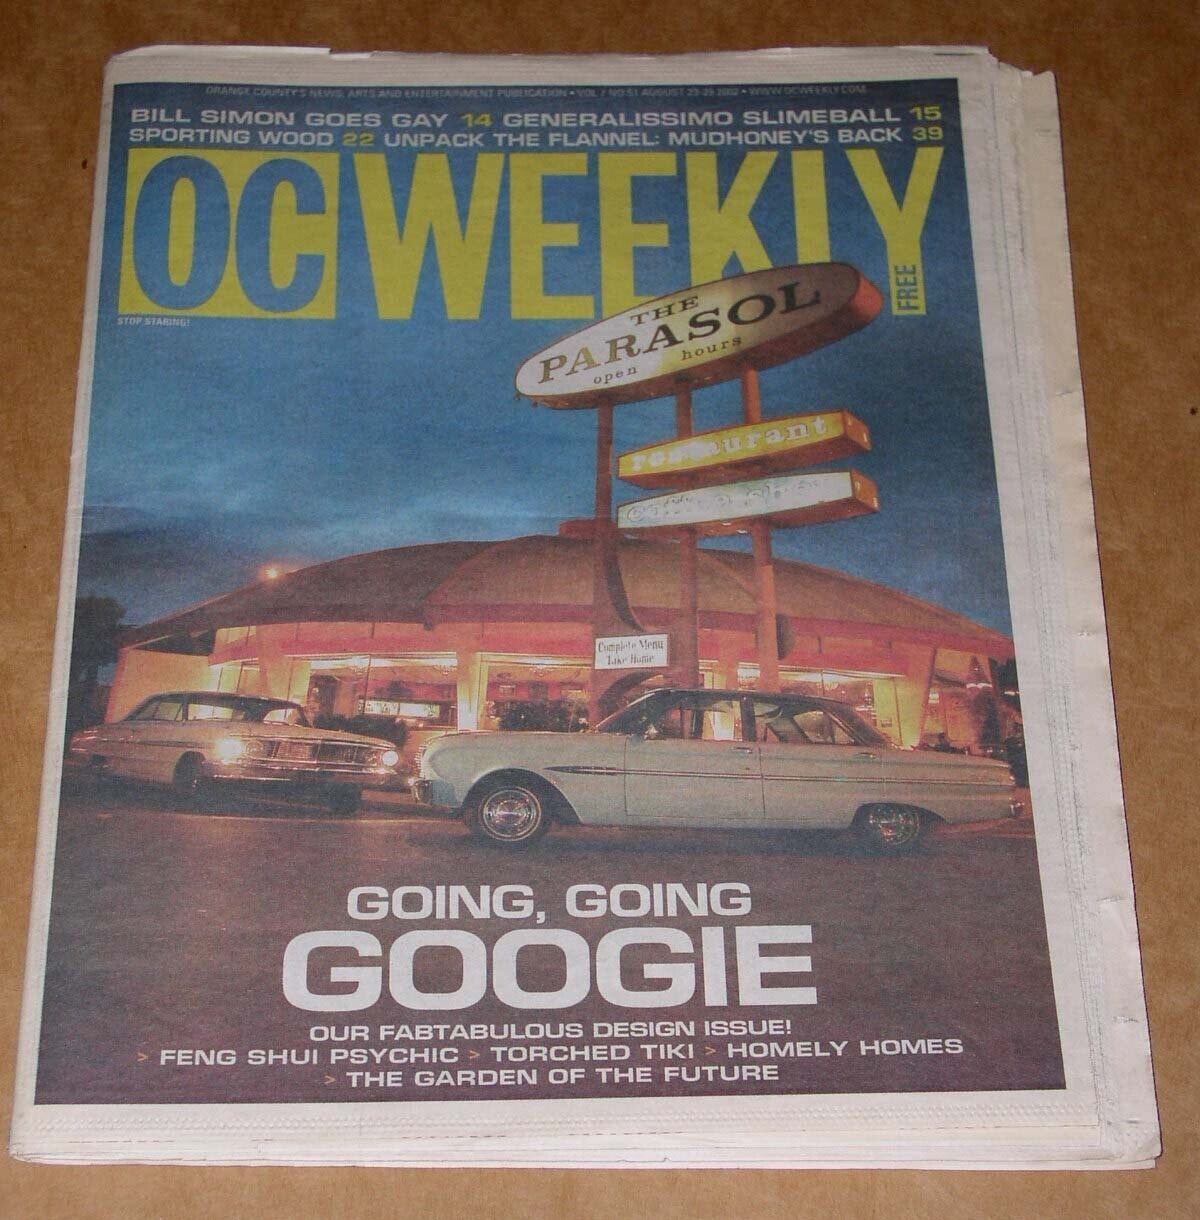 ORANGE COUNTY'S NEWS, ARTS AND ENTERTAINMENT PUBLICATION • VOL 7 NO 51 AUGUST 23-29 2002 • WWW.OCWEEKLY.COM
BILL SIMON GOES GAY 14 GENERALISSIMO SLIMEBALL 15
SPORTING WOOD 22 UNPACK THE FLANNEL: MUDHONEY'S BACK 39
OC WEEKLY
FREE
STOP STARING!
THE
PARASOL
open hours
restaurant
Complete Menu
Take Home
GOING, GOING
GOOGIE
OUR FABTABULOUS DESIGN ISSUE!
> FENG SHUI PSYCHIC > TORCHED TIKI > HOMELY HOMES
> THE GARDEN OF THE FUTURE